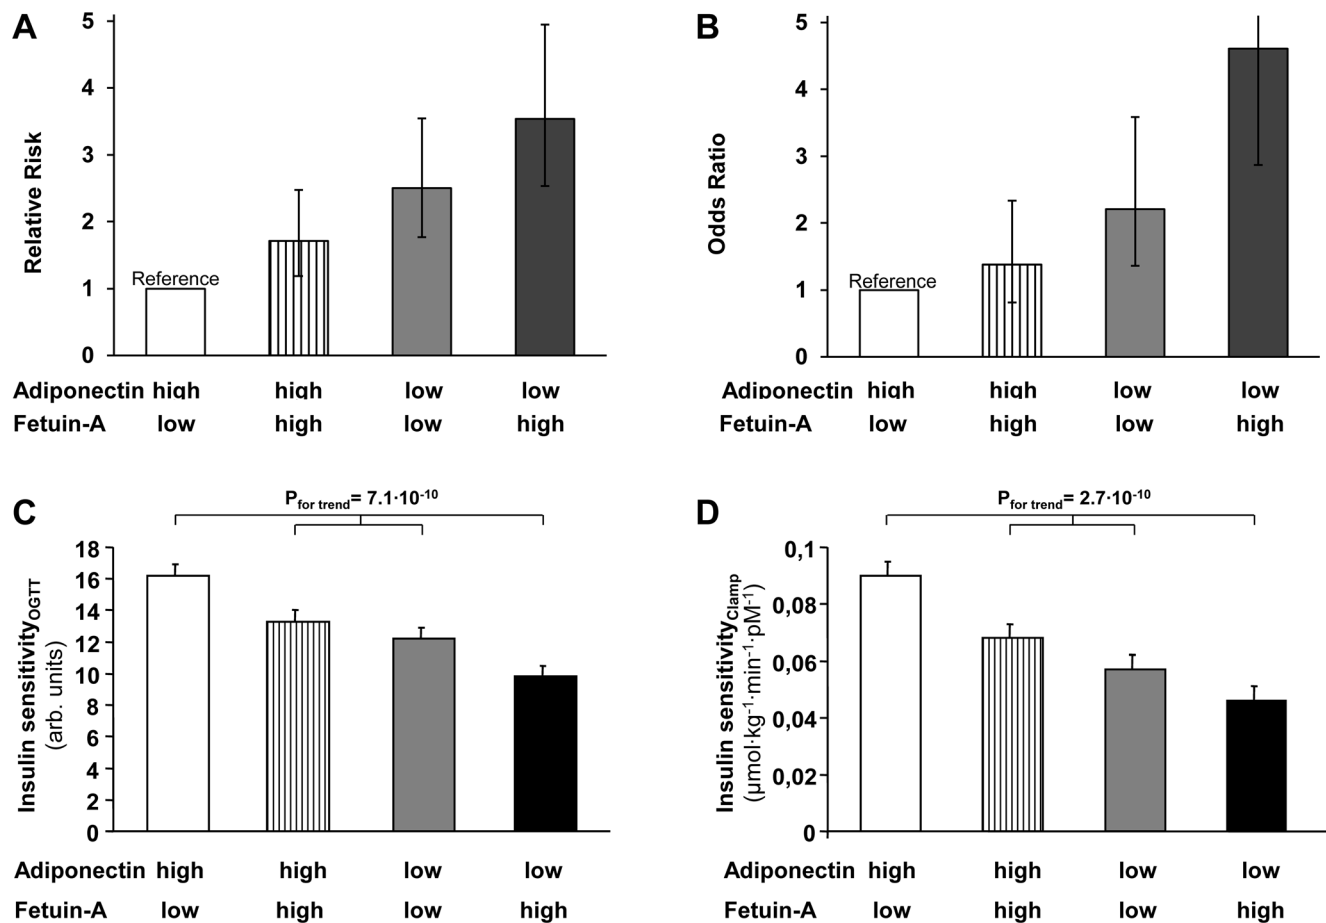 A
Relative Risk
5
4
3
2
1
0
Reference
Adiponectin high high low low
Fetuin-A low high low high
B
Odds Ratio
5
4
3
2
1
0
Reference
Adiponectin high high low low
Fetuin-A low high low high
C
P for trend = 7.1·10⁻¹⁰
Insulin sensitivity OGTT
(arb. units)
18
16
14
12
10
8
6
4
2
0
Adiponectin high high low low
Fetuin-A low high low high
D
P for trend = 2.7·10⁻¹⁰
Insulin sensitivity Clamp
(µmol·kg⁻¹·min⁻¹·pM⁻¹)
0,1
0,08
0,06
0,04
0,02
0
Adiponectin high high low low
Fetuin-A low high low high